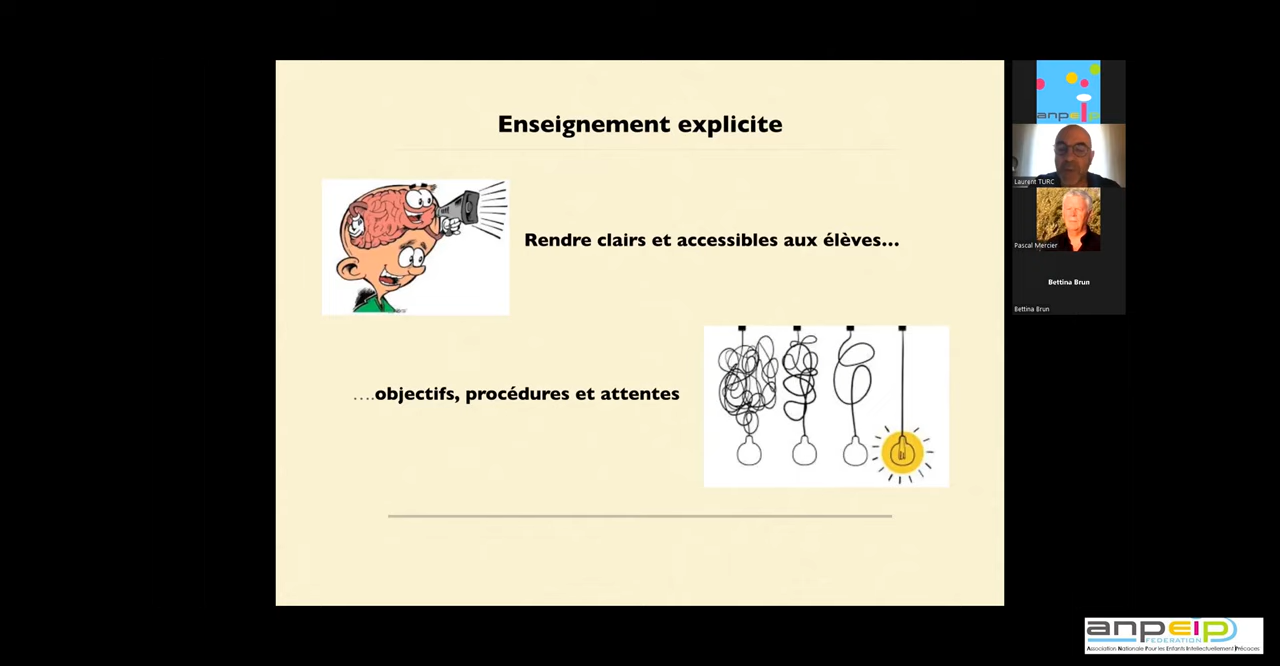 Enseignement explicite
Rendre clairs et accessibles aux élèves...
....objectifs, procédures et attentes
anpeip
Laurent TURC
Pascal Mercier
Bettina Brun
Bettina Brun
anpeip
FEDERATION
Association Nationale Pour les Enfants Intellectuellement Précoces